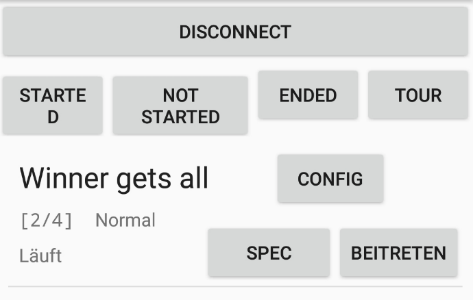 DISCONNECT
STARTE
D
NOT
STARTED
ENDED
TOUR
Winner gets all
CONFIG
[2/4] Normal
Läuft
SPEC
BEITRETEN